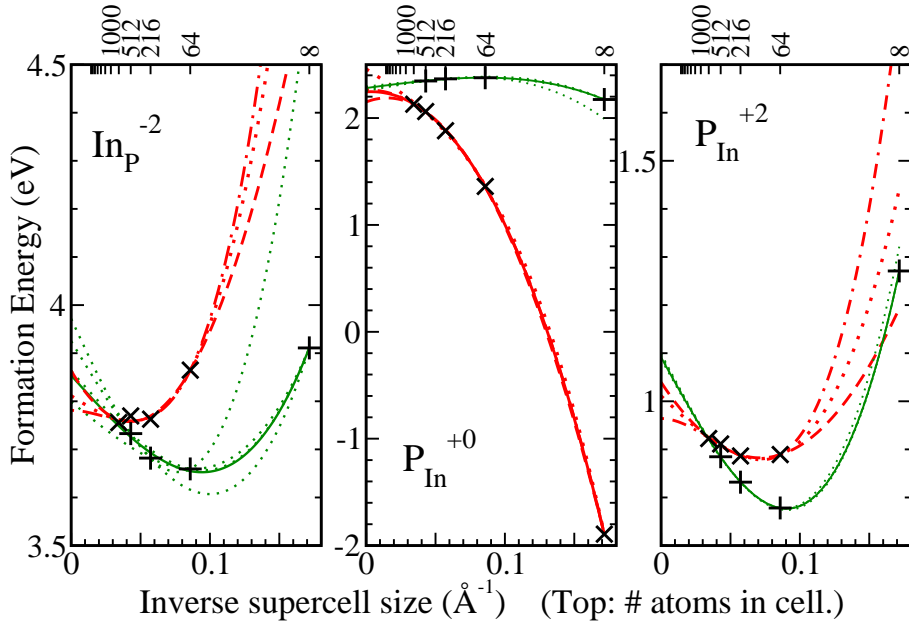 1000 512 216 64 8 1000 512 216 64 8 1000 512 216 64 8
4.5
4
3.5
Formation Energy (eV)
In_P^-2
2
1
0
-1
-2
P_In^+0
1.5
1
P_In^+2
0 0.1 0 0.1 0 0.1
Inverse supercell size (Å^-1) (Top: # atoms in cell.)